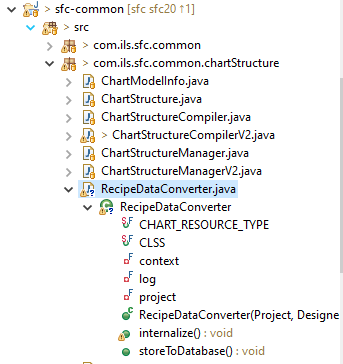 > sfc-common [sfc sfc20 ↑1]
> src
com.ils.sfc.common
> com.ils.sfc.common.chartStructure
ChartModelInfo.java
ChartStructure.java
ChartStructureCompiler.java
> ChartStructureCompilerV2.java
ChartStructureManager.java
ChartStructureManagerV2.java
RecipeDataConverter.java
RecipeDataConverter
CHART_RESOURCE_TYPE
CLSS
context
log
project
RecipeDataConverter(Project, Designe
internalize() : void
storeToDatabase() : void